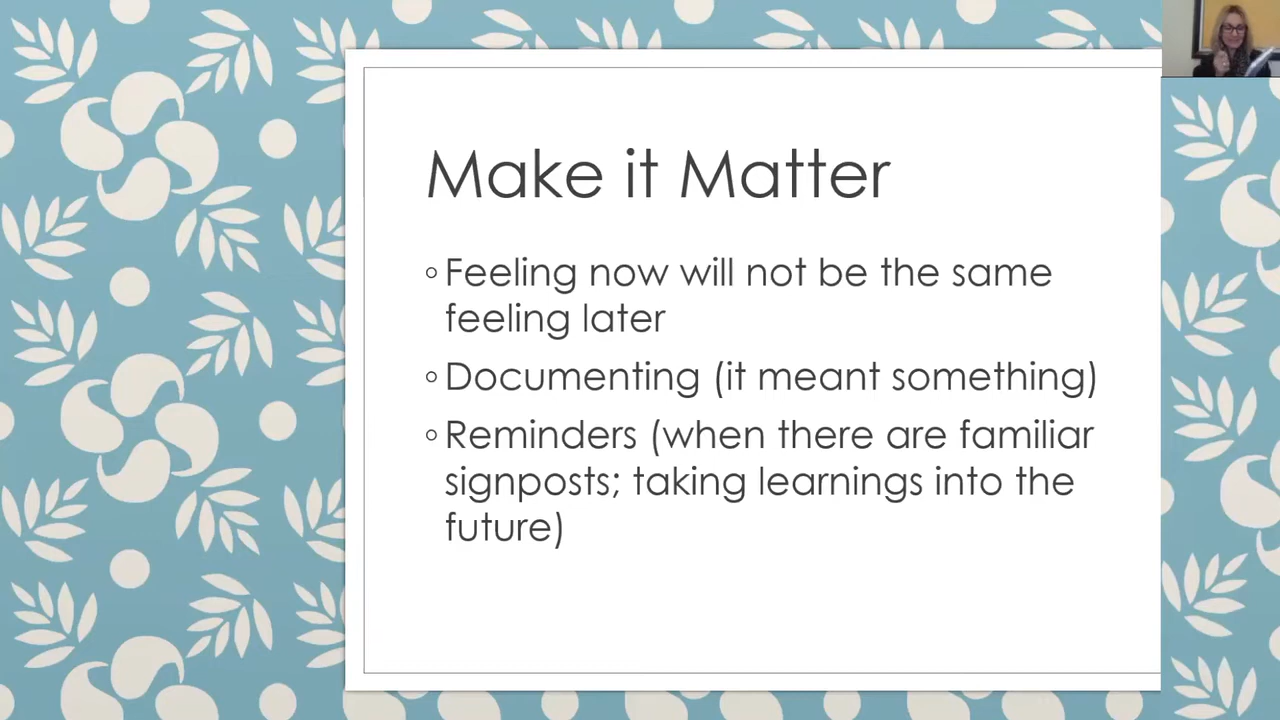 Make it Matter
◦ Feeling now will not be the same
feeling later
◦ Documenting (it meant something)
◦ Reminders (when there are familiar
signposts; taking learnings into the
future)